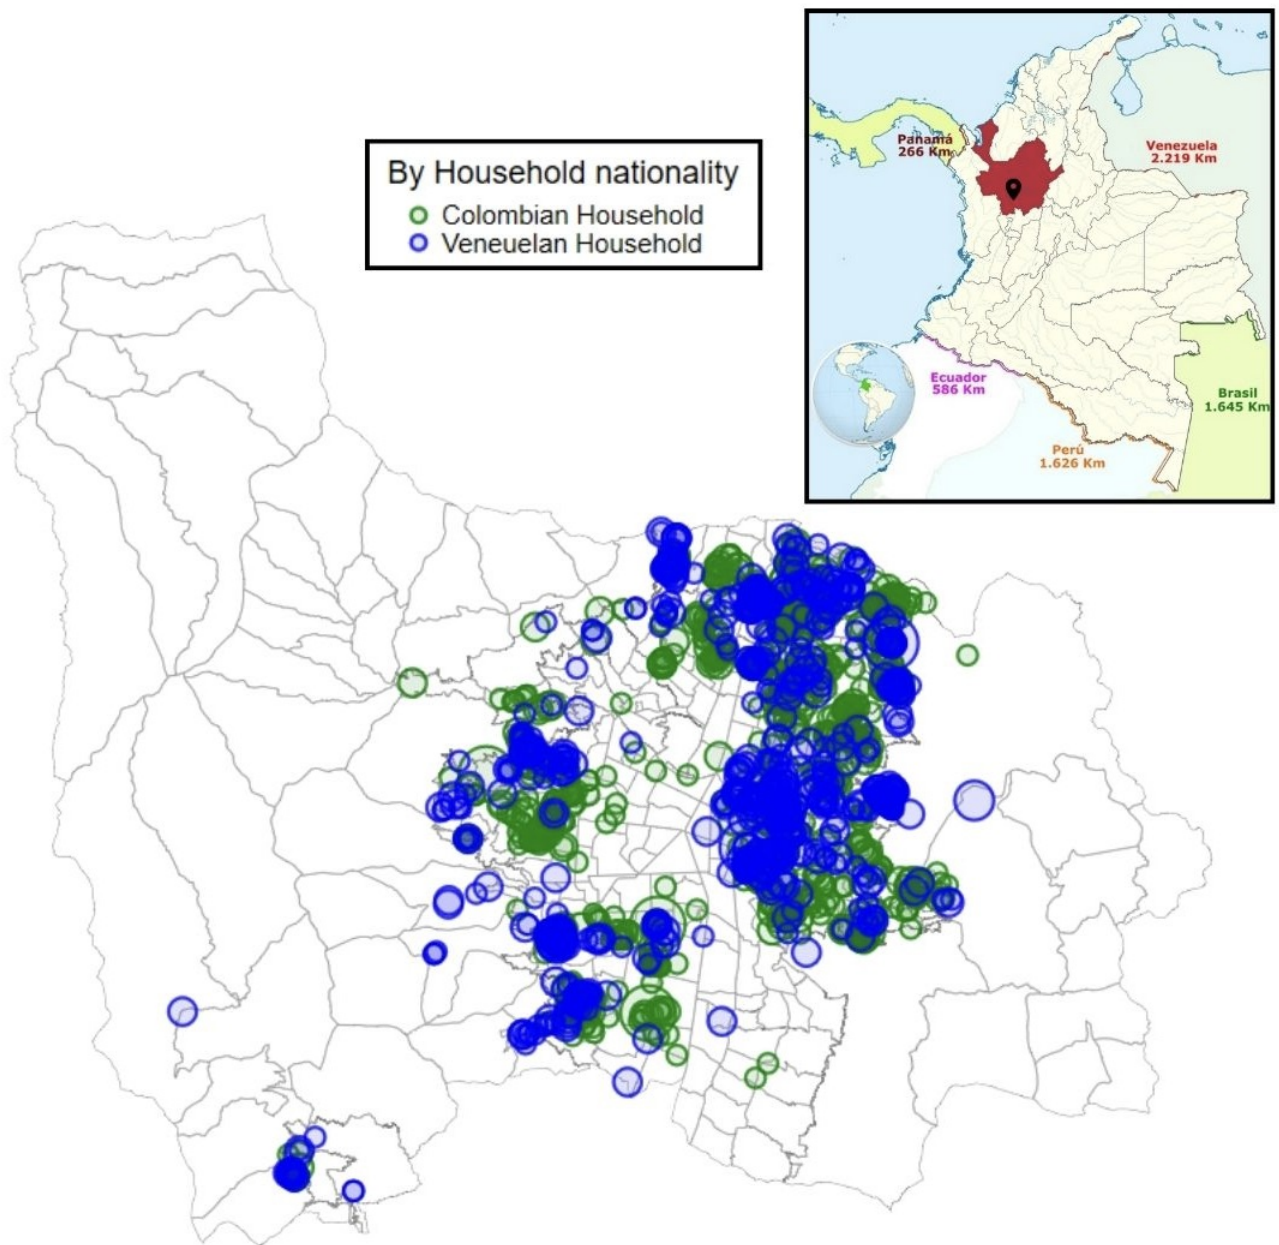 By Household nationality
Colombian Household
Veneuelan Household
Panamá
266 Km
Venezuela
2.219 Km
Ecuador
586 Km
Brasil
1.645 Km
Perú
1.626 Km